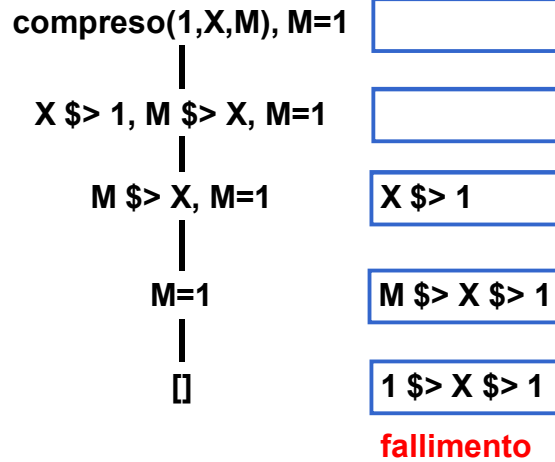 compreso(1,X,M), M=1
X $> 1, M $> X, M=1
M $> X, M=1 X $> 1
M=1 M $> X $> 1
[] 1 $> X $> 1
fallimento